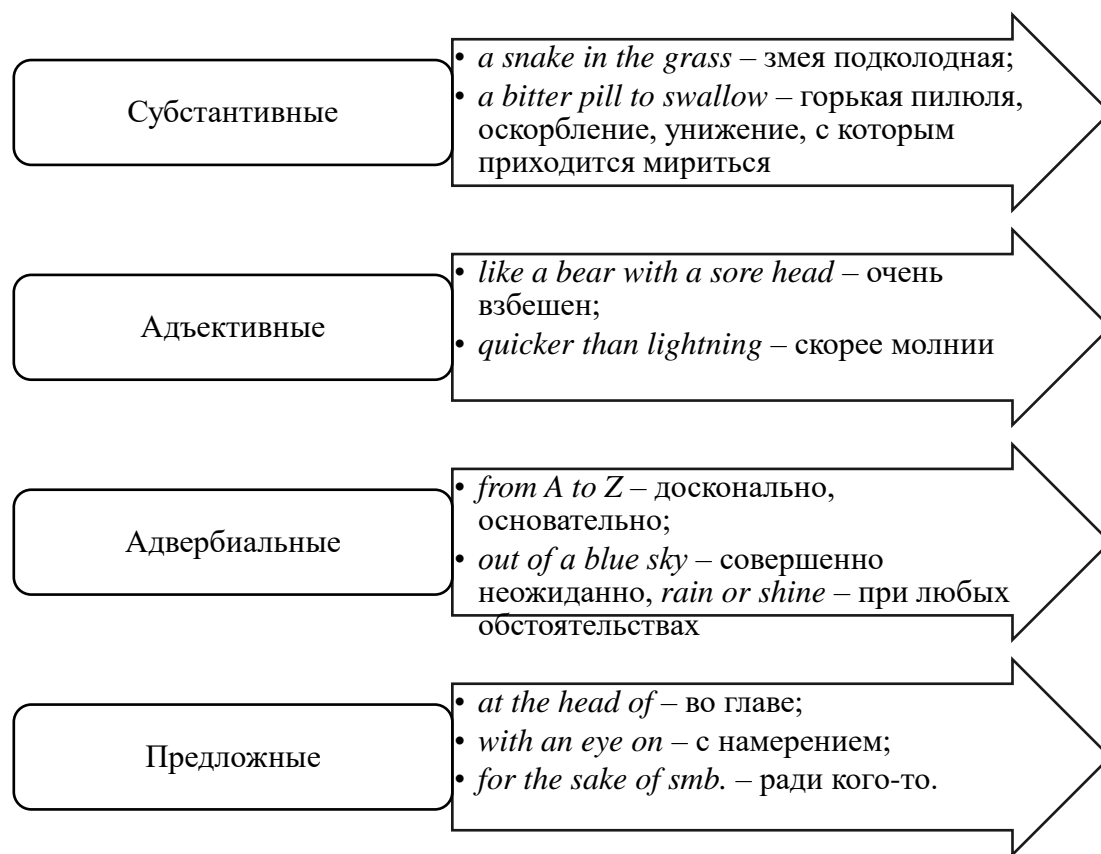 Субстантивные
• a snake in the grass – змея подколодная;
• a bitter pill to swallow – горькая пилюля,
оскорбление, унижение, с которым
приходится мириться
Адъективные
• like a bear with a sore head – очень
взбешен;
• quicker than lightning – скорее молнии
Адвербиальные
• from A to Z – досконально,
основательно;
• out of a blue sky – совершенно
неожиданно, rain or shine – при любых
обстоятельствах
Предложные
• at the head of – во главе;
• with an eye on – с намерением;
• for the sake of smb. – ради кого-то.